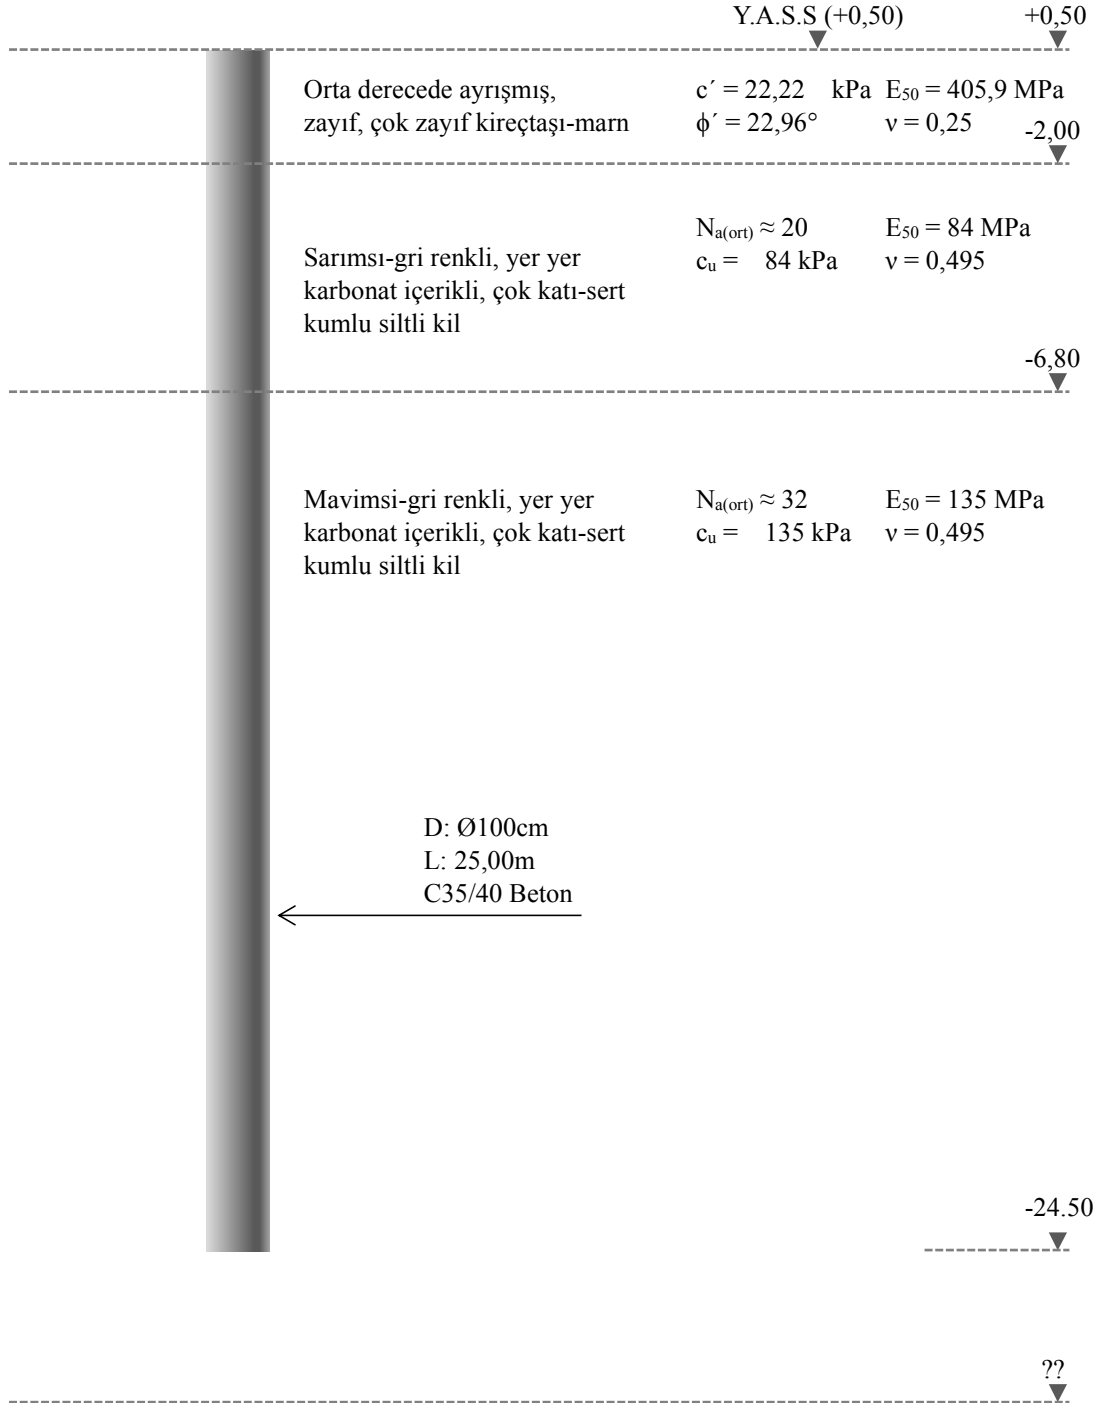 Y.A.S.S (+0,50) +0,50
Orta derecede ayrışmış, c´ = 22,22 kPa E50 = 405,9 MPa
zayıf, çok zayıf kireçtaşı-marn ϕ´ = 22,96° ν = 0,25 -2,00
Na(ort) ≈ 20 E50 = 84 MPa
Sarımsı-gri renkli, yer yer cu = 84 kPa ν = 0,495
karbonat içerikli, çok katı-sert
kumlu siltli kil
-6,80
Mavimsi-gri renkli, yer yer Na(ort) ≈ 32 E50 = 135 MPa
karbonat içerikli, çok katı-sert cu = 135 kPa ν = 0,495
kumlu siltli kil
D: Ø100cm
L: 25,00m
C35/40 Beton
-24.50
??